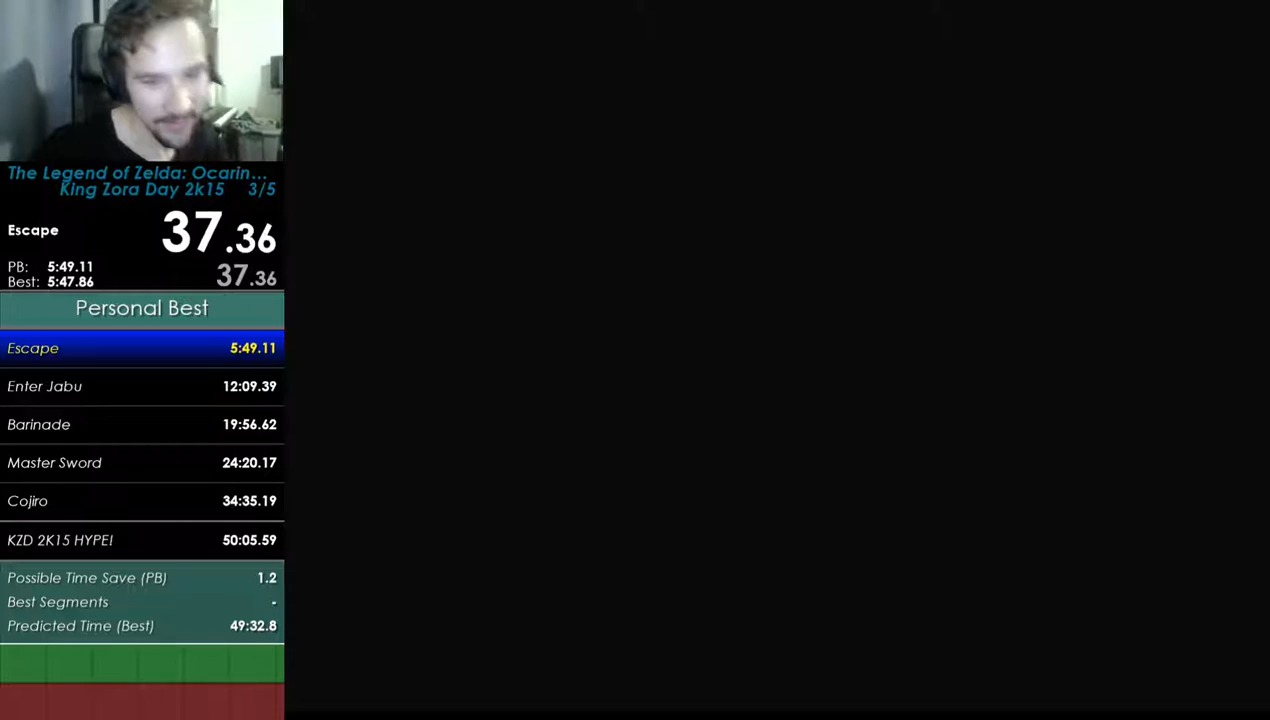 The Legend of Zelda: Ocarin...
King Zora Day 2k15 3/5
Escape 37.36
PB: 5:49.11
Best: 5:47.86 37.36
Personal Best
Escape 5:49.11
Enter Jabu 12:09.39
Barinade 19:56.62
Master Sword 24:20.17
Cojiro 34:35.19
KZD 2K15 HYPE! 50:05.59
Possible Time Save (PB) 1.2
Best Segments -
Predicted Time (Best) 49:32.8